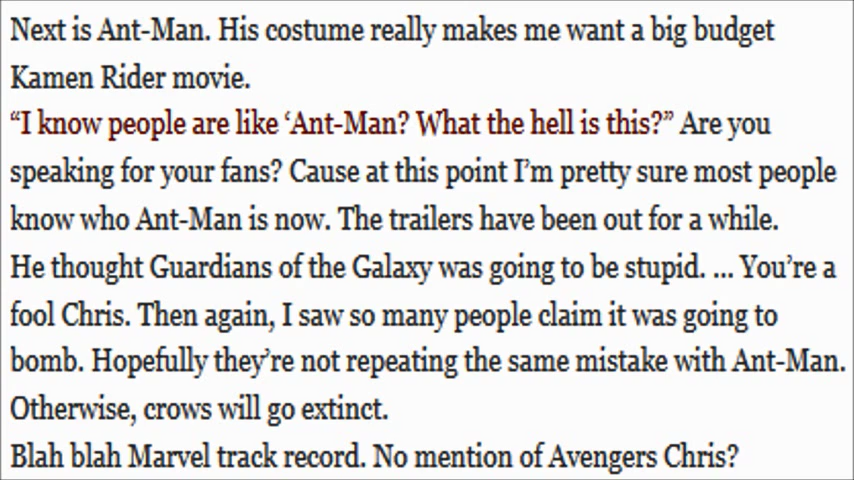 Next is Ant-Man. His costume really makes me want a big budget
Kamen Rider movie.
“I know people are like ‘Ant-Man? What the hell is this?” Are you
speaking for your fans? Cause at this point I’m pretty sure most people
know who Ant-Man is now. The trailers have been out for a while.
He thought Guardians of the Galaxy was going to be stupid. ... You’re a
fool Chris. Then again, I saw so many people claim it was going to
bomb. Hopefully they’re not repeating the same mistake with Ant-Man.
Otherwise, crows will go extinct.
Blah blah Marvel track record. No mention of Avengers Chris?